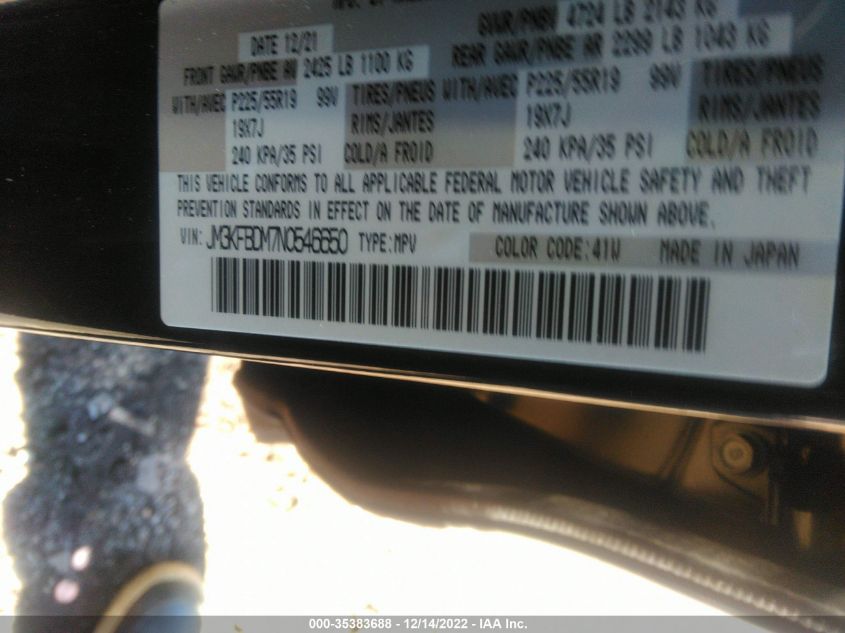 GVWR/PNBV 4724 LB 2143 KG
DATE 12/21
FRONT GAWR/PNBE AV 2425 LB 1100 KG REAR GAWR/PNBE AR 2299 LB 1043 KG
WITH/AVEC P225/55R19 99V TIRES/PNEUS WITH/AVEC P225/55R19 99V TIRES/PNEUS
19X7J RIMS/JANTES 19X7J RIMS/JANTES
240 KPA/35 PSI COLD/A FROID 240 KPA/35 PSI COLD/A FROID
THIS VEHICLE CONFORMS TO ALL APPLICABLE FEDERAL MOTOR VEHICLE SAFETY AND THEFT
PREVENTION STANDARDS IN EFFECT ON THE DATE OF MANUFACTURE SHOWN ABOVE.
VIN: JM3KFBDM7N0546650 TYPE:MPV COLOR CODE:41W MADE IN JAPAN
000-35383688 - 12/14/2022 - IAA Inc.